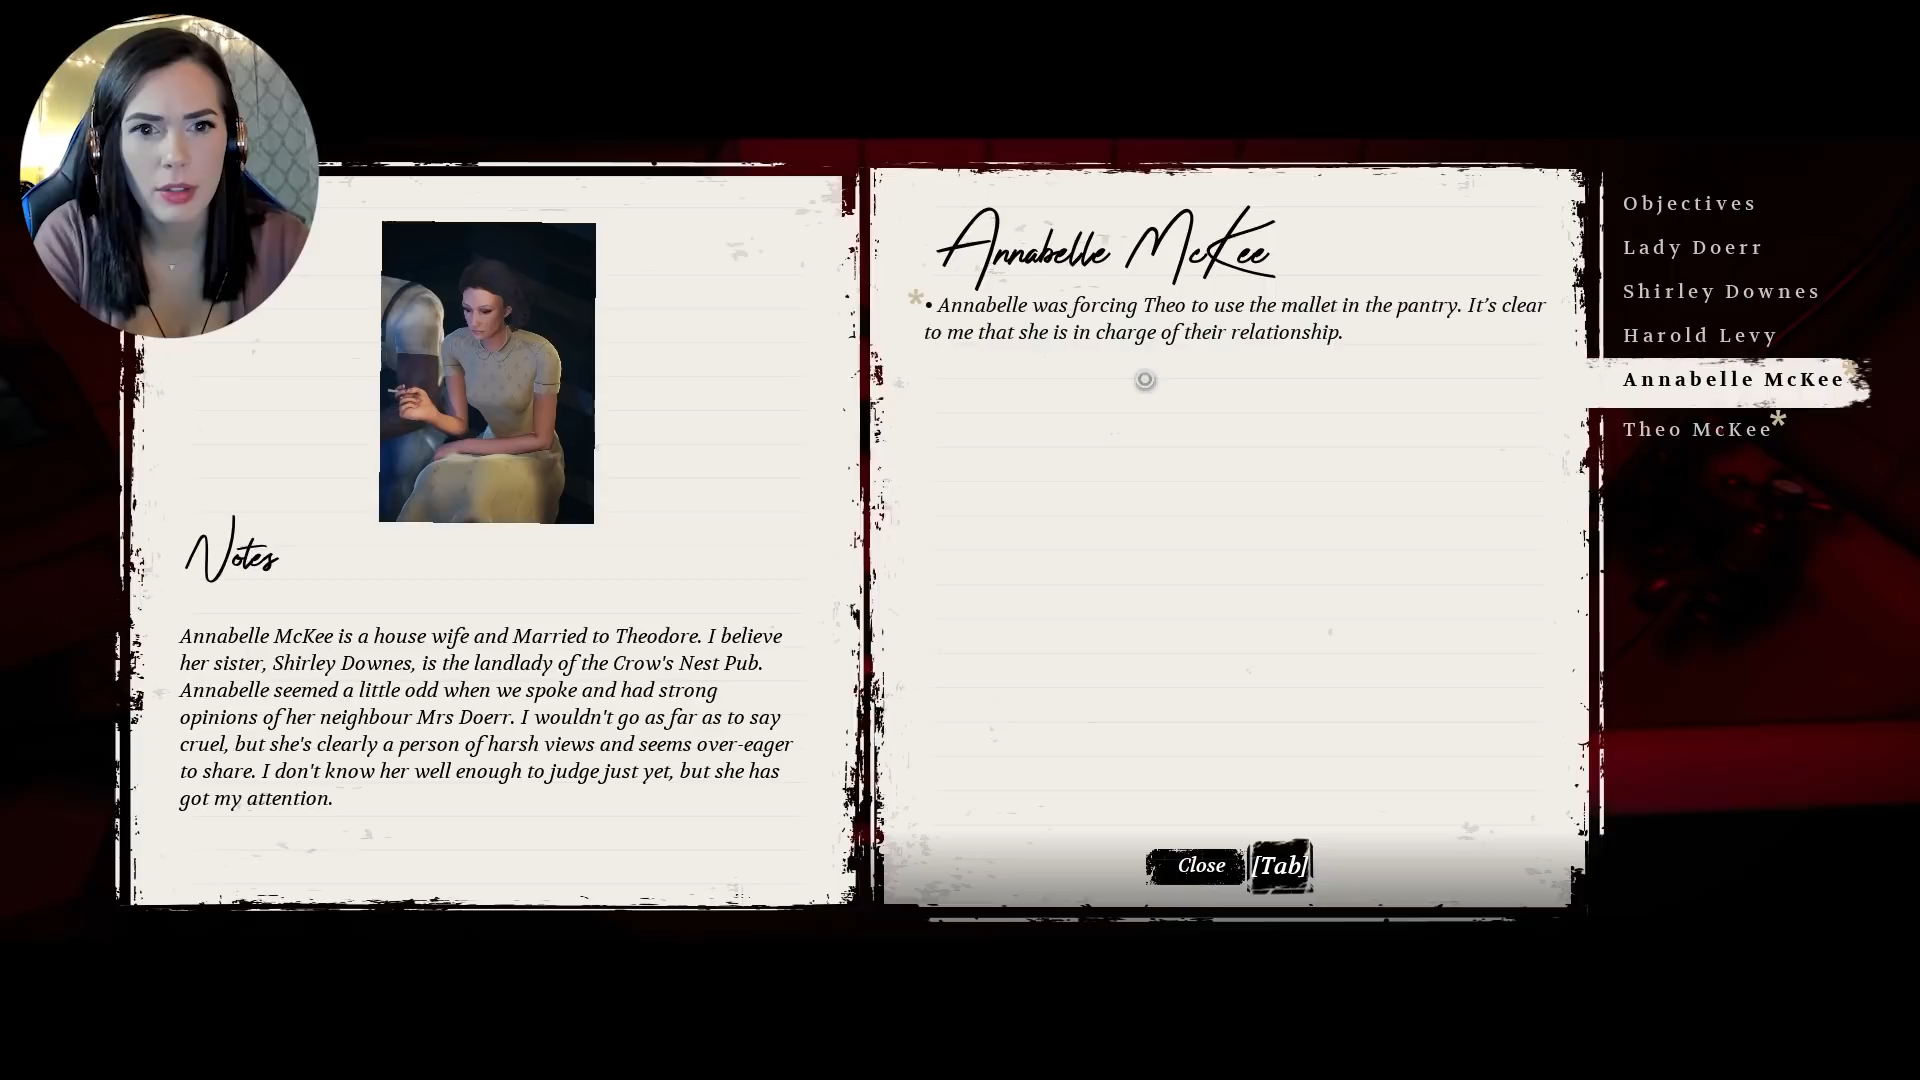 Notes
Annabelle McKee is a house wife and Married to Theodore. I believe
her sister, Shirley Downes, is the landlady of the Crow's Nest Pub.
Annabelle seemed a little odd when we spoke and had strong
opinions of her neighbour Mrs Doerr. I wouldn't go as far as to say
cruel, but she's clearly a person of harsh views and seems over-eager
to share. I don't know her well enough to judge just yet, but she has
got my attention.
Annabelle McKee
* • Annabelle was forcing Theo to use the mallet in the pantry. It’s clear
to me that she is in charge of their relationship.
Close [Tab]
Objectives
Lady Doerr
Shirley Downes
Harold Levy
Annabelle McKee*
Theo McKee*